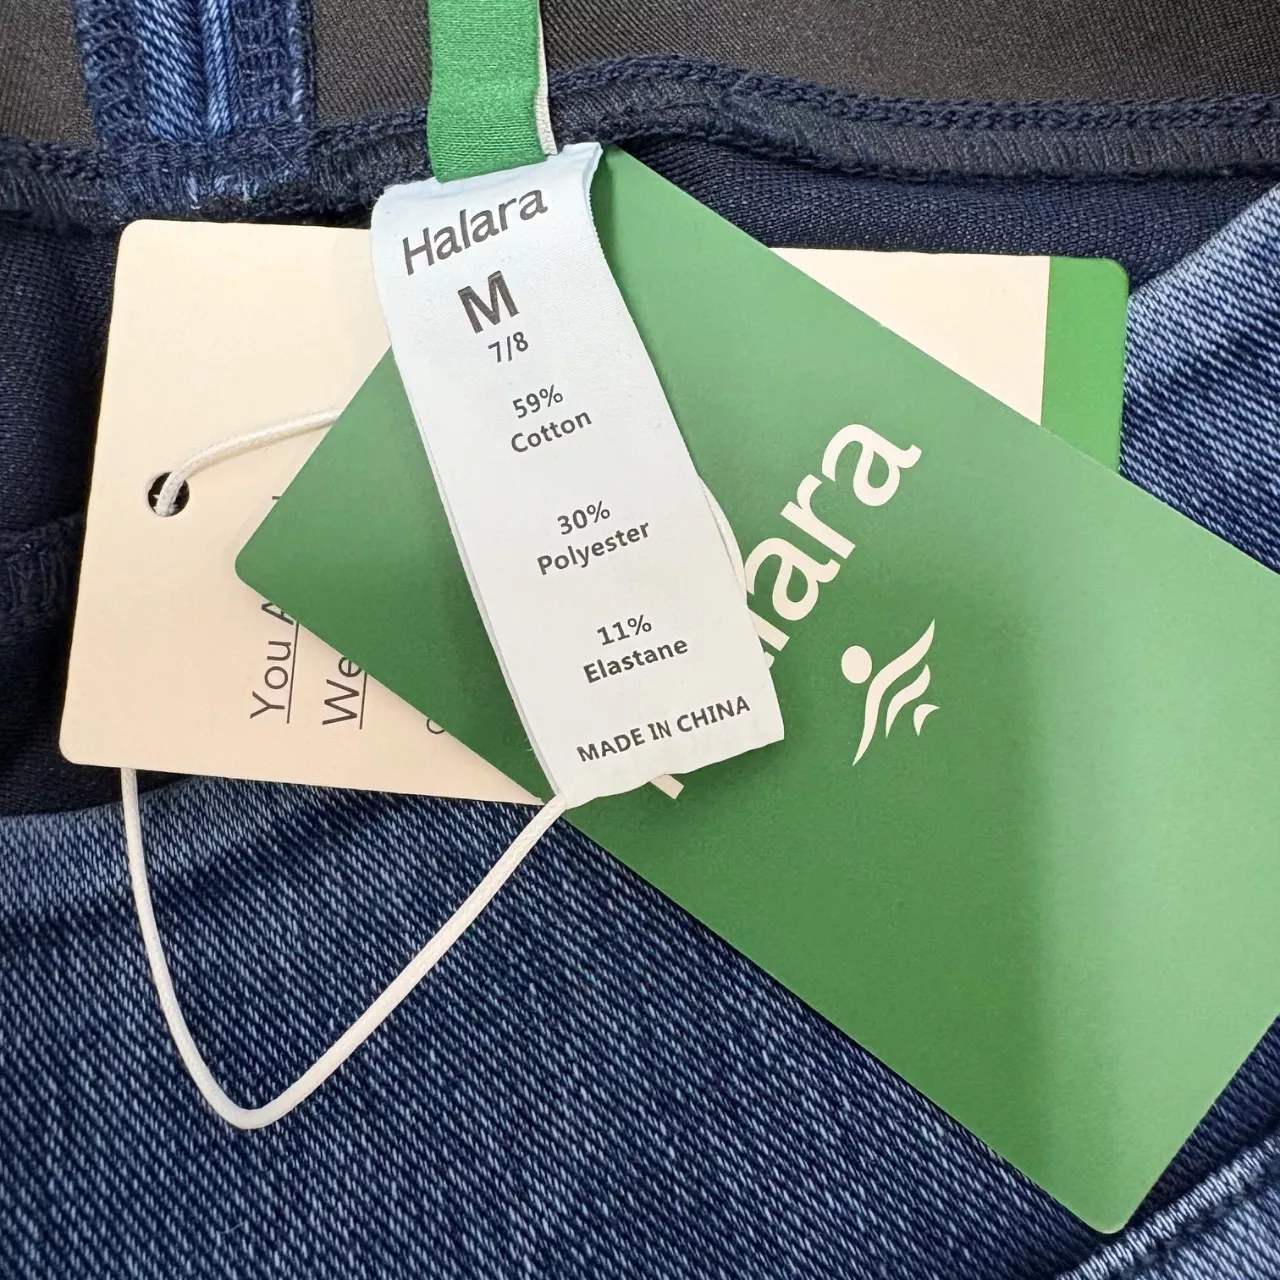 Halara
M
7/8
59%
Cotton
30%
Polyester
11%
Elastane
MADE IN CHINA
You
We